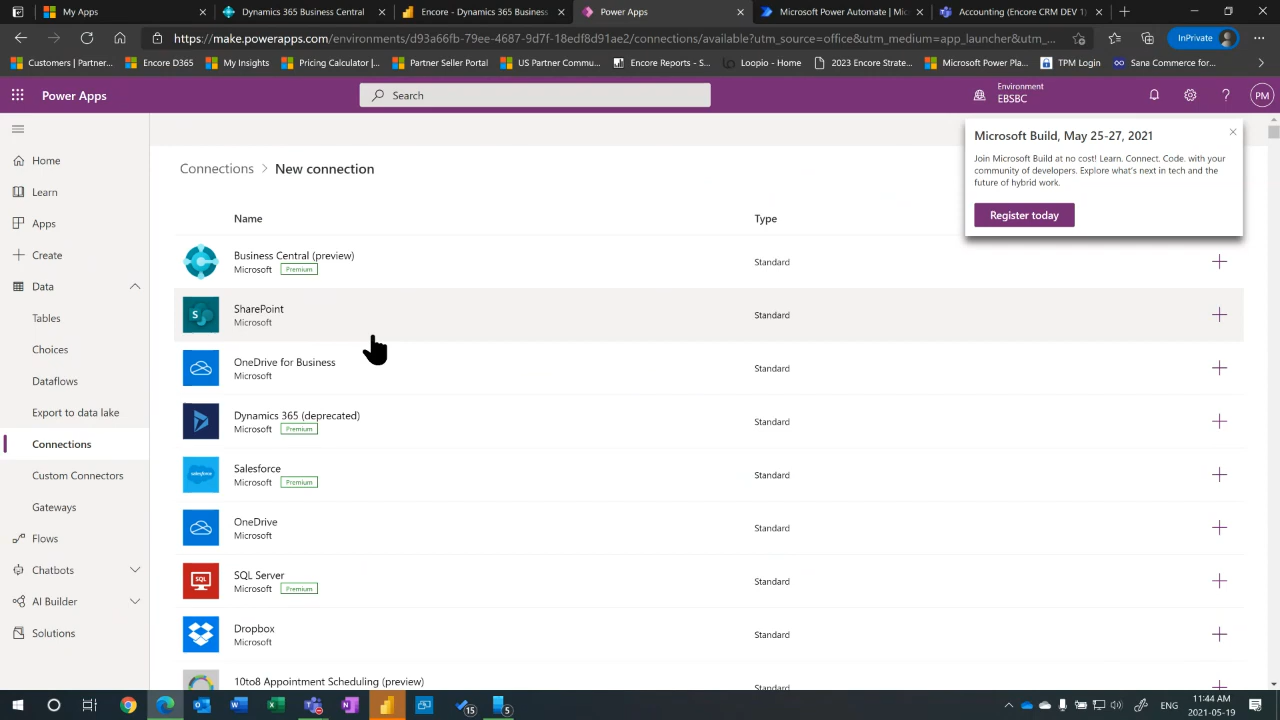 My Apps
Dynamics 365 Business Central
Encore - Dynamics 365 Business
Power Apps
Microsoft Power Automate | Mi
Accounting (Encore CRM DEV 1)
https://make.powerapps.com/environments/d93a66fb-79ee-4687-9d7f-18edf8d91ae2/connections/available?utm_source=office&utm_medium=app_launcher&utm_...
InPrivate
Customers | Partner...
Encore D365
My Insights
Pricing Calculator |...
Partner Seller Portal
US Partner Commu...
Encore Reports - S...
Loopio - Home
2023 Encore Strate...
Microsoft Power Pla...
TPM Login
Sana Commerce for...
Power Apps
Search
Environment
EBSBC
PM
Microsoft Build, May 25-27, 2021
Join Microsoft Build at no cost! Learn. Connect. Code. with your
community of developers. Explore what's next in tech and the
future of hybrid work.
Register today
Home
Learn
Apps
Create
Data
Tables
Choices
Dataflows
Export to data lake
Connections
Custom Connectors
Gateways
Flows
Chatbots
AI Builder
Solutions
Connections > New connection
Name
Type
Business Central (preview)
Microsoft Premium
Standard
SharePoint
Microsoft
Standard
OneDrive for Business
Microsoft
Standard
Dynamics 365 (deprecated)
Microsoft Premium
Standard
Salesforce
Microsoft Premium
Standard
OneDrive
Microsoft
Standard
SQL Server
Microsoft Premium
Standard
Dropbox
Microsoft
Standard
10to8 Appointment Scheduling (preview)
Standard
15
5
11:44 AM
2021-05-19